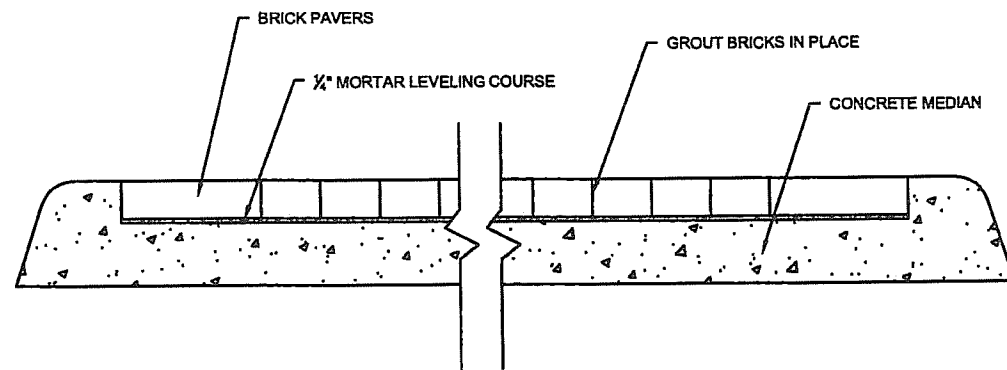 BRICK PAVERS
GROUT BRICKS IN PLACE
¼" MORTAR LEVELING COURSE
CONCRETE MEDIAN